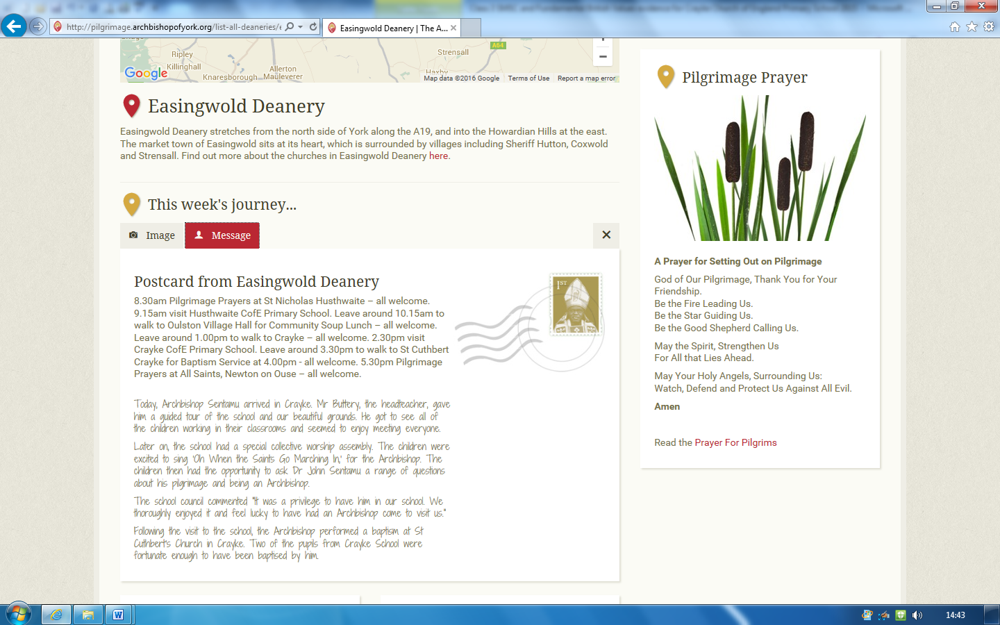 http://pilgrimage.archbishopofyork.org/list-all-deaneries/e
Easingwold Deanery | The A...
Ripley
Killinghall
Knaresborough
Allerton
Mauleverer
Strensall
A64
Haxby
Google
Map data ©2016 Google
Terms of Use
Report a map error
Easingwold Deanery
Easingwold Deanery stretches from the north side of York along the A19, and into the Howardian Hills at the east.
The market town of Easingwold sits at its heart, which is surrounded by villages including Sheriff Hutton, Coxwold
and Strensall. Find out more about the churches in Easingwold Deanery here.
This week's journey...
Image
Message
Postcard from Easingwold Deanery
8.30am Pilgrimage Prayers at St Nicholas Husthwaite – all welcome.
9.15am visit Husthwaite CofE Primary School. Leave around 10.15am to
walk to Oulston Village Hall for Community Soup Lunch – all welcome.
Leave around 1.00pm to walk to Crayke – all welcome. 2.30pm visit
Crayke CofE Primary School. Leave around 3.30pm to walk to St Cuthbert
Crayke for Baptism Service at 4.00pm - all welcome. 5.30pm Pilgrimage
Prayers at All Saints, Newton on Ouse – all welcome.
1ST
Today, Archbishop Sentamu arrived in Crayke. Mr Buttery, the headteacher, gave
him a guided tour of the school and our beautiful grounds. He got to see all of
the children working in their classrooms and seemed to enjoy meeting everyone.
Later on, the school had a special collective worship assembly. The children were
excited to sing 'Oh When the Saints Go Marching In,' for the Archbishop. The
children then had the opportunity to ask Dr John Sentamu a range of questions
about his pilgrimage and being an Archbishop.
The school council commented "It was a privilege to have him in our school. We
thoroughly enjoyed it and feel lucky to have had an Archbishop come to visit us."
Following the visit to the school, the Archbishop performed a baptism at St
Cuthbert's Church in Crayke. Two of the pupils from Crayke School were
fortunate enough to have been baptised by him.
Pilgrimage Prayer
A Prayer for Setting Out on Pilgrimage
God of Our Pilgrimage, Thank You for Your
Friendship.
Be the Fire Leading Us.
Be the Star Guiding Us.
Be the Good Shepherd Calling Us.
May the Spirit, Strengthen Us
For All that Lies Ahead.
May Your Holy Angels, Surrounding Us:
Watch, Defend and Protect Us Against All Evil.
Amen
Read the Prayer For Pilgrims
14:43